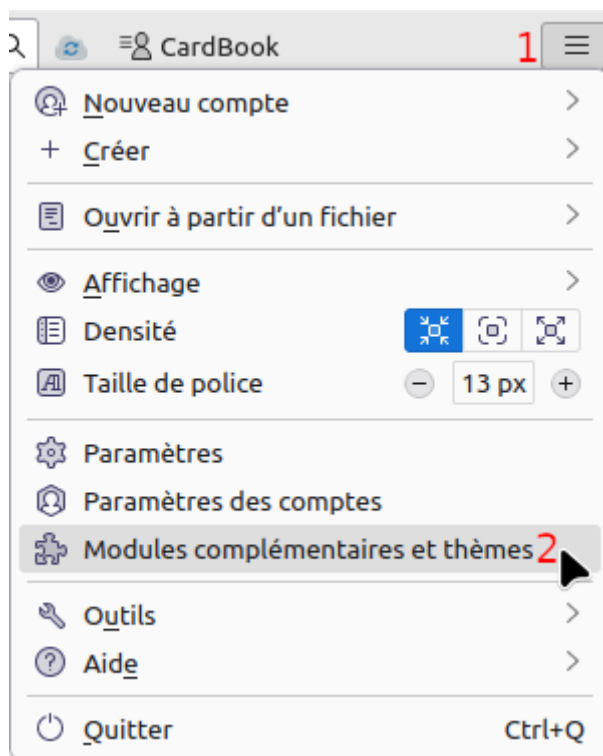 CardBook 1
Nouveau compte
Créer
Ouvrir à partir d’un fichier
Affichage
Densité
Taille de police 13 px
Paramètres
Paramètres des comptes
Modules complémentaires et thèmes 2
Outils
Aide
Quitter Ctrl+Q